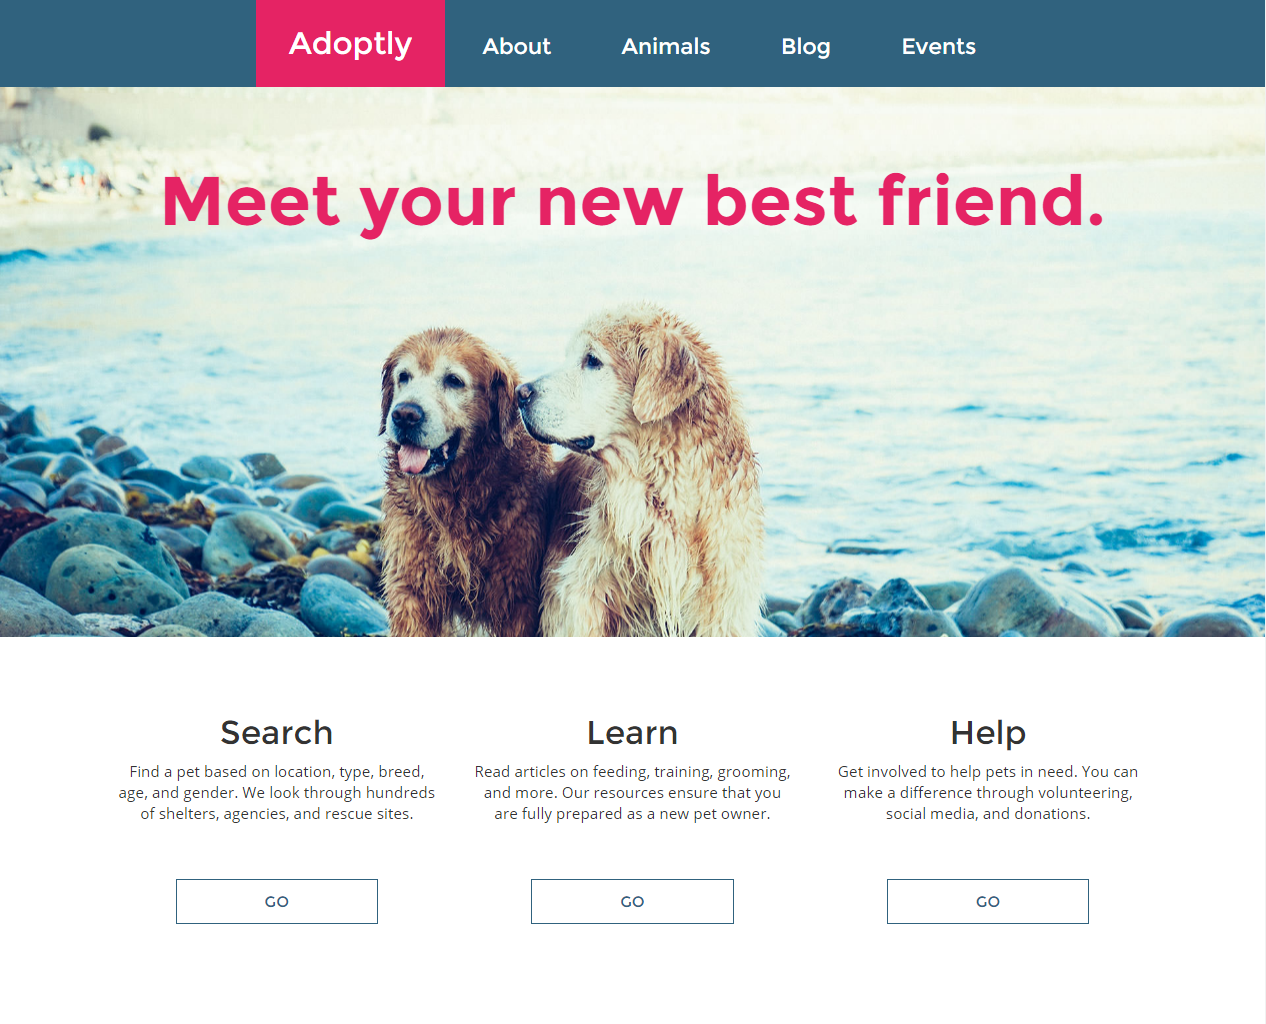 Adoptly
About
Animals
Blog
Events
Meet your new best friend.
Search
Find a pet based on location, type, breed,
age, and gender. We look through hundreds
of shelters, agencies, and rescue sites.
GO
Learn
Read articles on feeding, training, grooming,
and more. Our resources ensure that you
are fully prepared as a new pet owner.
GO
Help
Get involved to help pets in need. You can
make a difference through volunteering,
social media, and donations.
GO